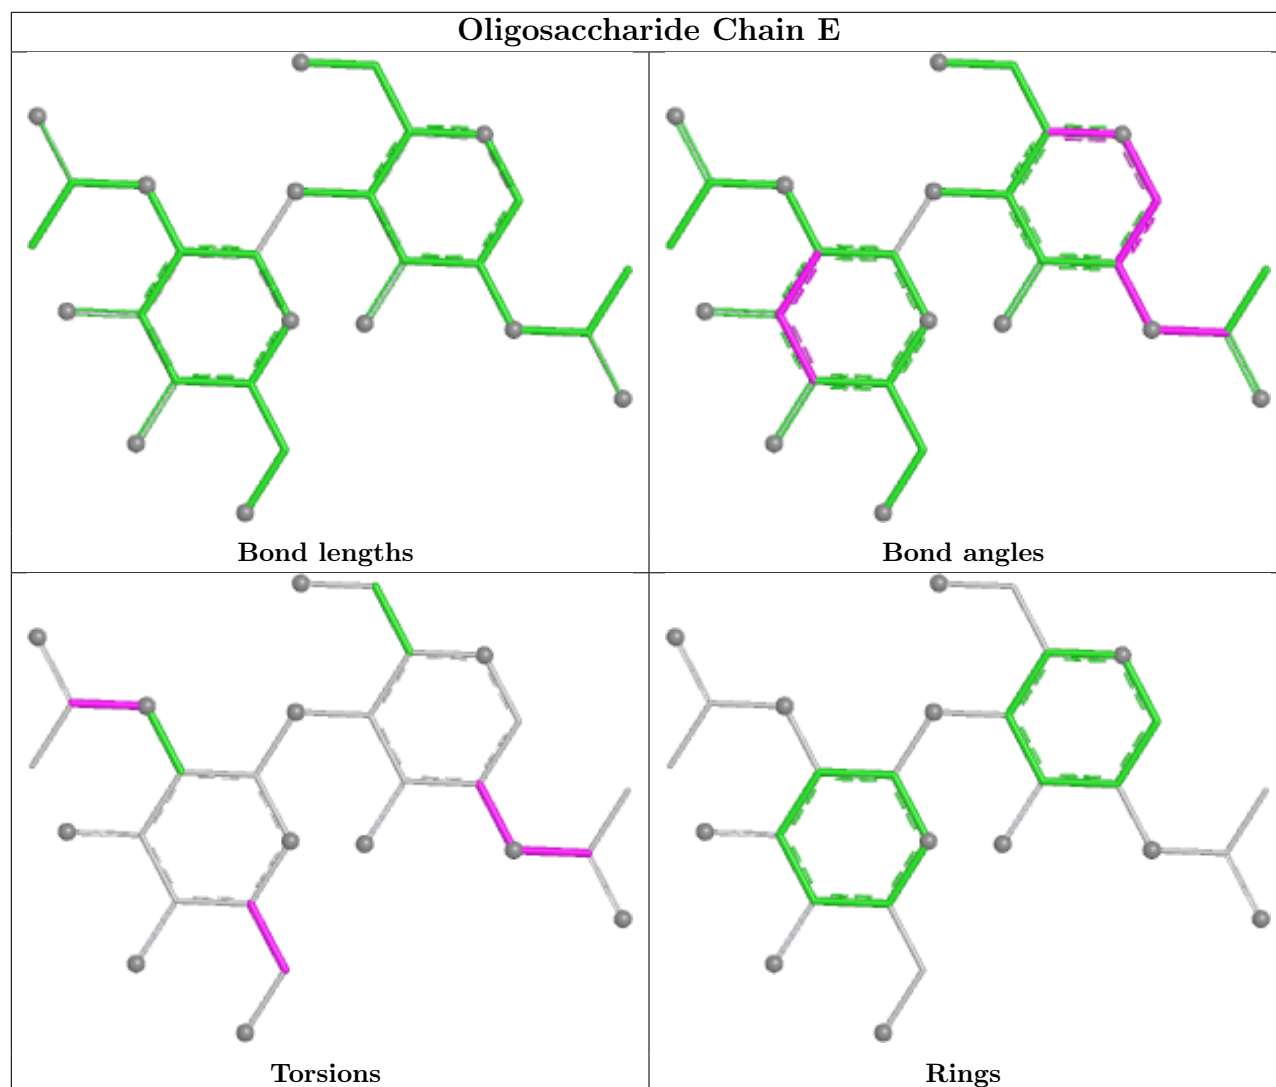 Oligosaccharide Chain E
Bond lengths
Bond angles
Torsions
Rings